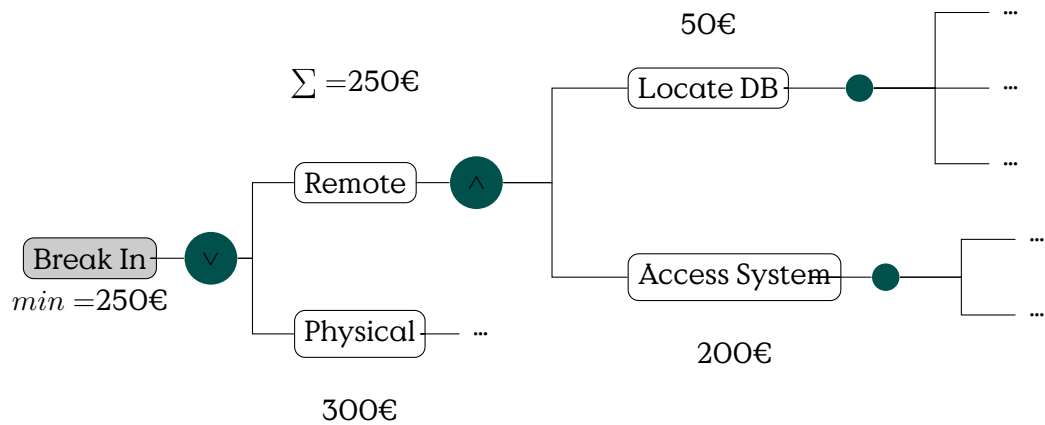 50€
...
∑ =250€
Locate DB
...
...
Remote
∧
...
Break In
∨
Access System
min =250€
...
Physical
...
200€
300€